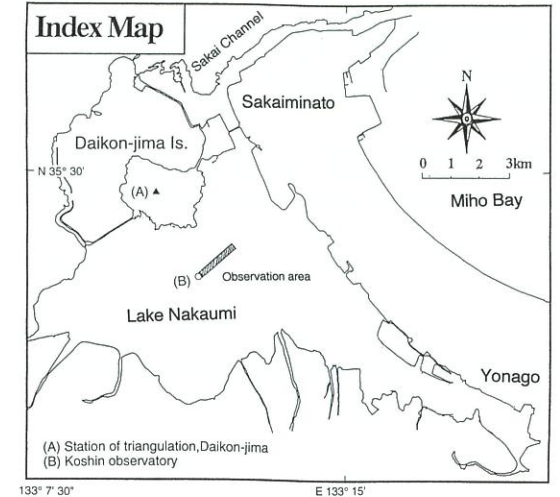 Index Map
Sakai Channel
Sakaiminato
N
Daikon-jima Is.
0 1 2 3km
N 35° 30'
(A)
Miho Bay
(B)
Observation area
Lake Nakaumi
Yonago
(A) Station of triangulation,Daikon-jima
(B) Koshin observatory
133° 7' 30"
E 133° 15'